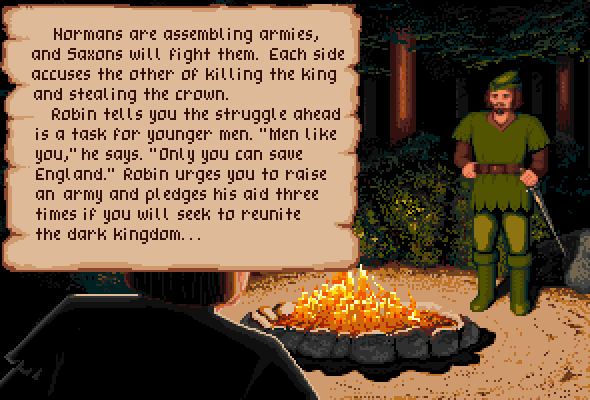 Normans are assembling armies,
and Saxons will fight them. Each side
accuses the other of killing the king
and stealing the crown.
Robin tells you the struggle ahead
is a task for younger men. "Men like
you," he says. "Only you can save
England." Robin urges you to raise
an army and pledges his aid three
times if you will seek to reunite
the dark kingdom...